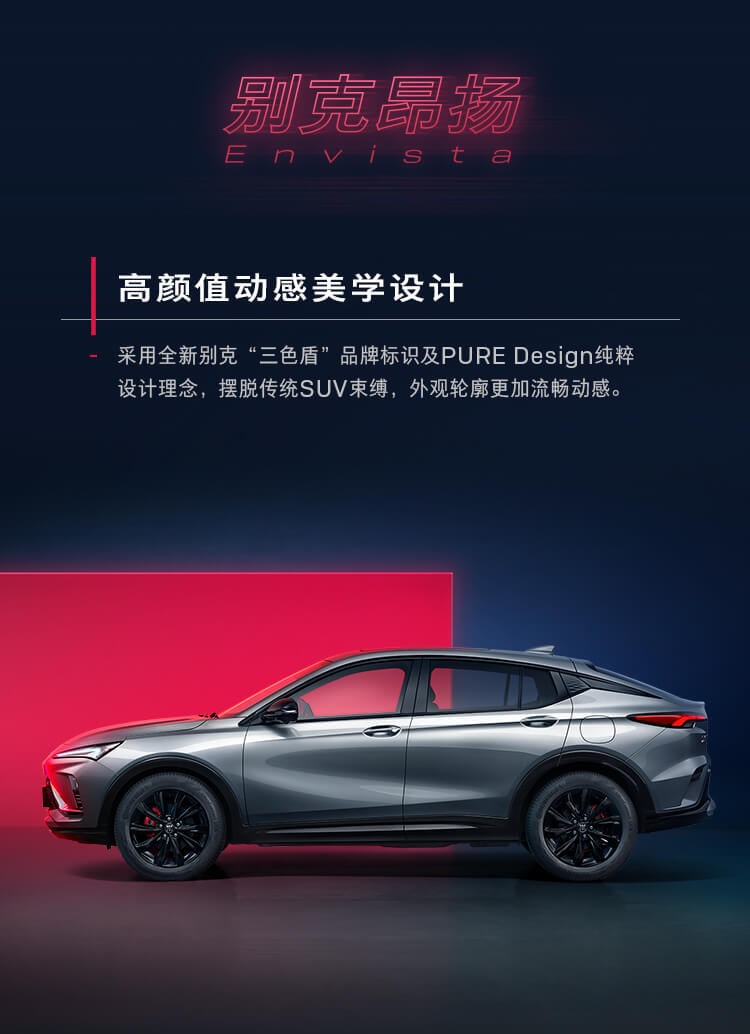 别克昂扬
Envista
高颜值动感美学设计
- 采用全新别克“三色盾”品牌标识及PURE Design纯粹
设计理念，摆脱传统SUV束缚，外观轮廓更加流畅动感。